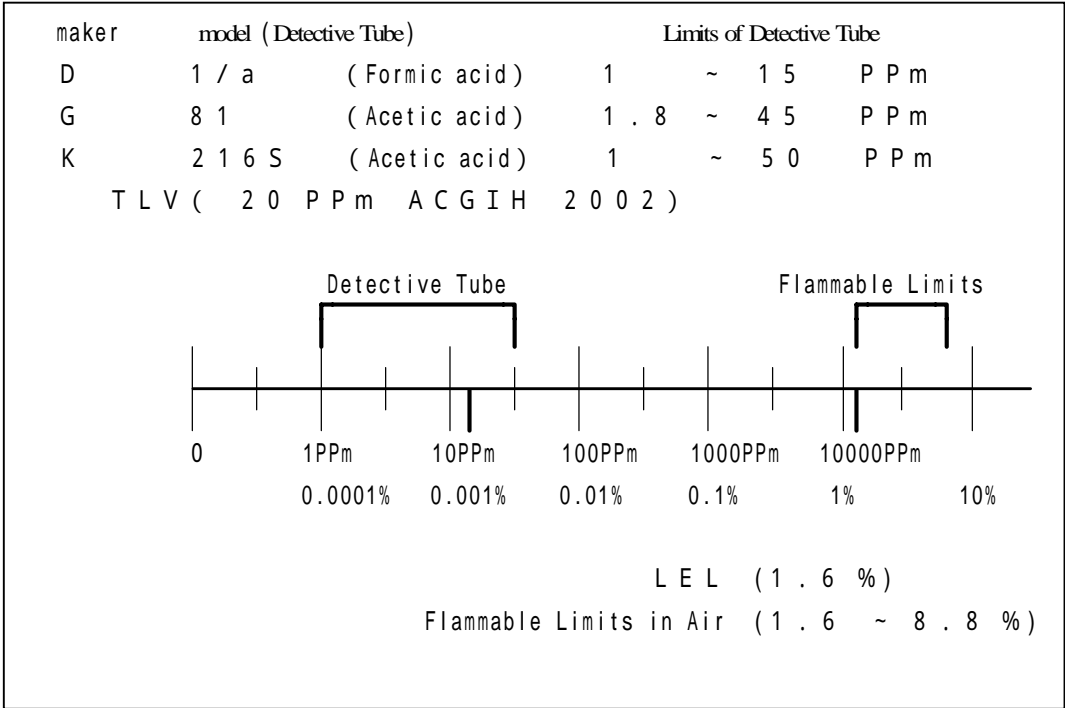 maker model (Detective Tube) Limits of Detective Tube
D 1/a (Formic acid) 1 ~ 15 PPm
G 81 (Acetic acid) 1.8 ~ 45 PPm
K 216S (Acetic acid) 1 ~ 50 PPm
TLV( 20 PPm ACGIH 2002)
Detective Tube Flammable Limits
0 1PPm 10PPm 100PPm 1000PPm 10000PPm
0.0001% 0.001% 0.01% 0.1% 1% 10%
LEL (1.6 %)
Flammable Limits in Air (1.6 ~ 8.8 %)